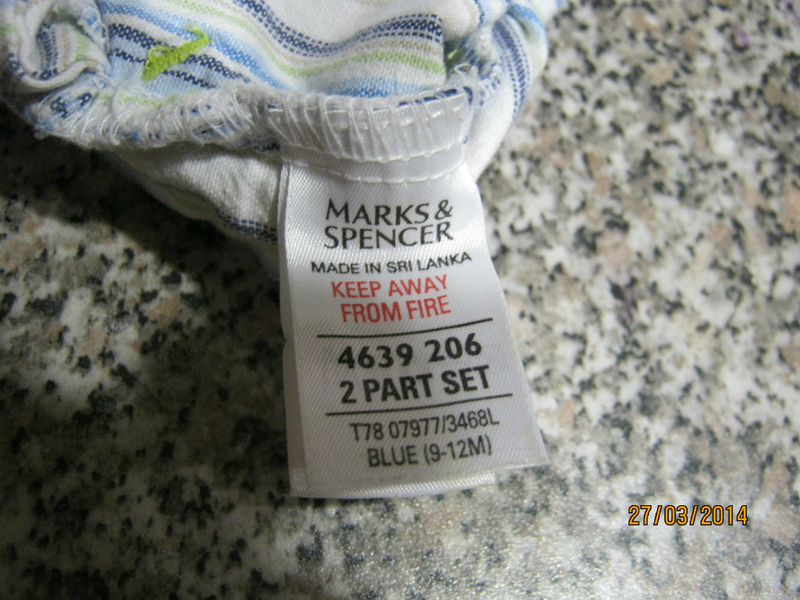 MARKS &
SPENCER
MADE IN SRI LANKA
KEEP AWAY
FROM FIRE
4639 206
2 PART SET
T78 07977/3468L
BLUE (9-12M)
27/03/2014